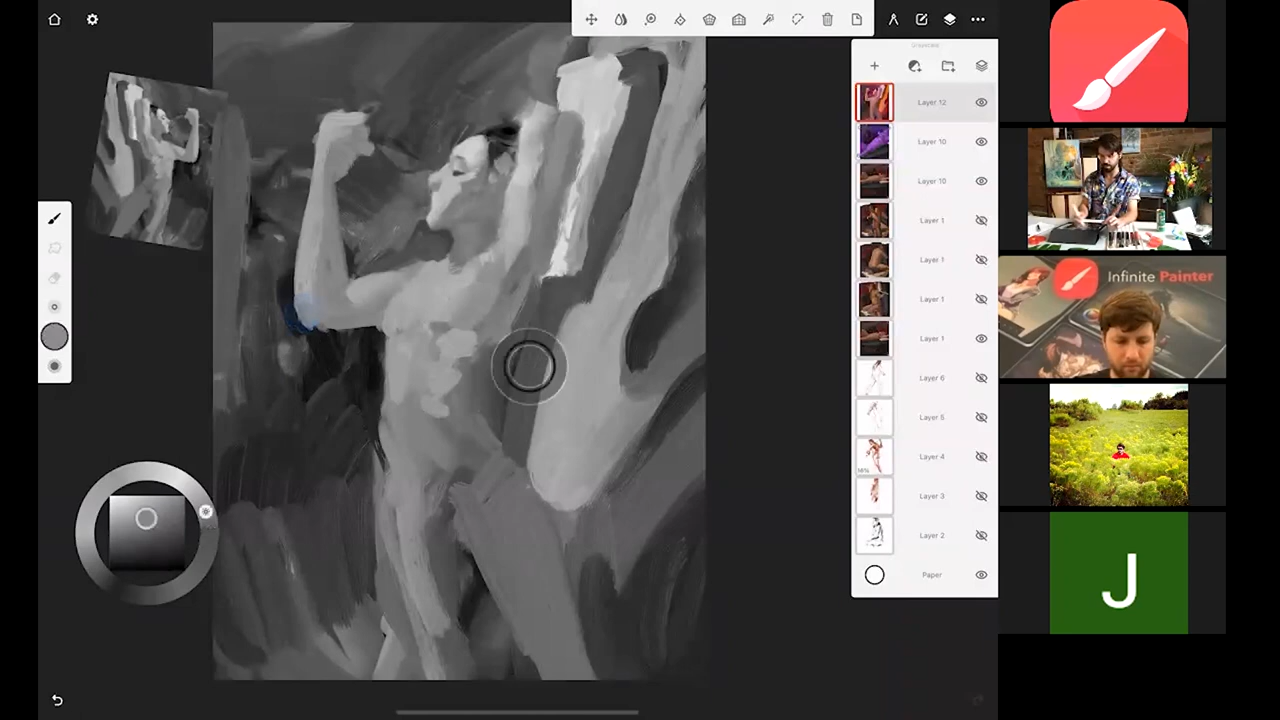 Grayscale
Layer 12
Layer 10
Layer 10
Layer 1
Layer 1
Layer 1
Layer 1
Layer 6
Layer 5
Layer 4
Layer 3
Layer 2
Paper
Infinite Painter
J